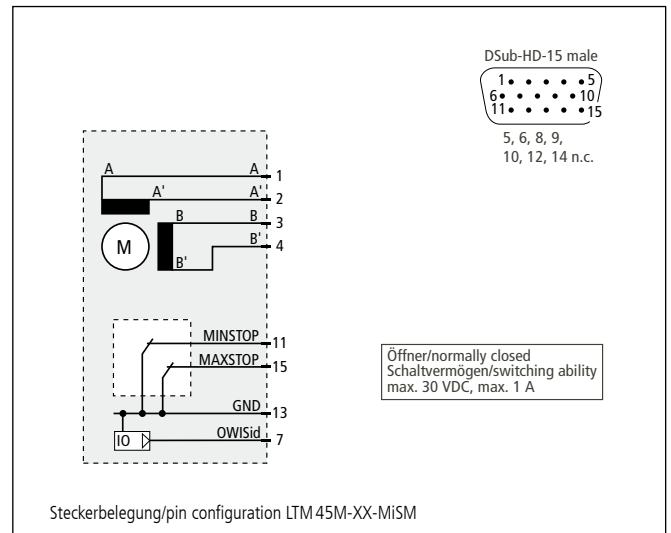 DSub-HD-15 male
1 5
6 10
11 15
5, 6, 8, 9,
10, 12, 14 n.c.
A A 1
A' A' 2
B B 3
M B' 4
B'
MINSTOP 11
MAXSTOP 15
Öffner/normally closed
Schaltvermögen/switching ability
max. 30 VDC, max. 1 A
GND 13
IO OWISid 7
Steckerbelegung/pin configuration LTM 45M-XX-MiSM